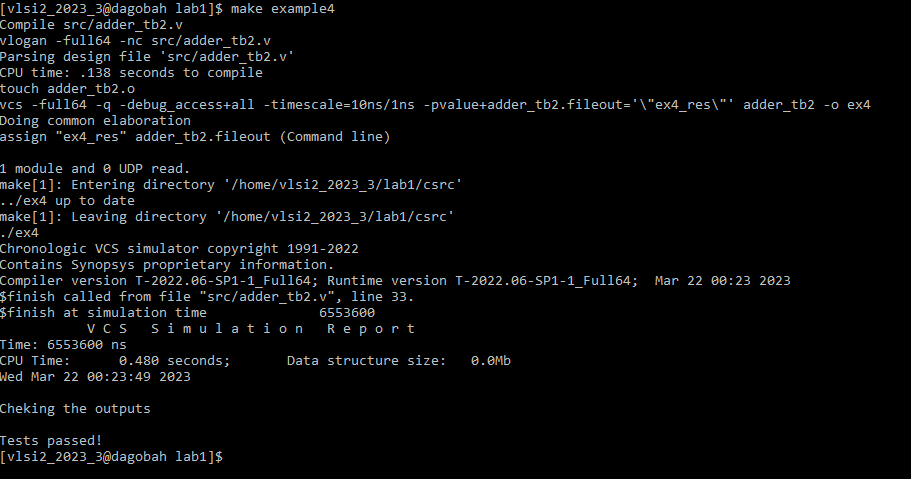 [vlsi2_2023_3@dagobah lab1]$ make example4
Compile src/adder_tb2.v
vlogan -full64 -nc src/adder_tb2.v
Parsing design file 'src/adder_tb2.v'
CPU time: .138 seconds to compile
touch adder_tb2.o
vcs -full64 -q -debug_access+all -timescale=10ns/1ns -pvalue+adder_tb2.fileout='\"ex4_res\"' adder_tb2 -o ex4
Doing common elaboration
assign "ex4_res" adder_tb2.fileout (Command line)

1 module and 0 UDP read.
make[1]: Entering directory '/home/vlsi2_2023_3/lab1/csrc'
../ex4 up to date
make[1]: Leaving directory '/home/vlsi2_2023_3/lab1/csrc'
./ex4
Chronologic VCS simulator copyright 1991-2022
Contains Synopsys proprietary information.
Compiler version T-2022.06-SP1-1_Full64; Runtime version T-2022.06-SP1-1_Full64;  Mar 22 00:23 2023
$finish called from file "src/adder_tb2.v", line 33.
$finish at simulation time              6553600
           V C S   S i m u l a t i o n   R e p o r t
Time: 6553600 ns
CPU Time:      0.480 seconds;       Data structure size:   0.0Mb
Wed Mar 22 00:23:49 2023

Cheking the outputs

Tests passed!
[vlsi2_2023_3@dagobah lab1]$